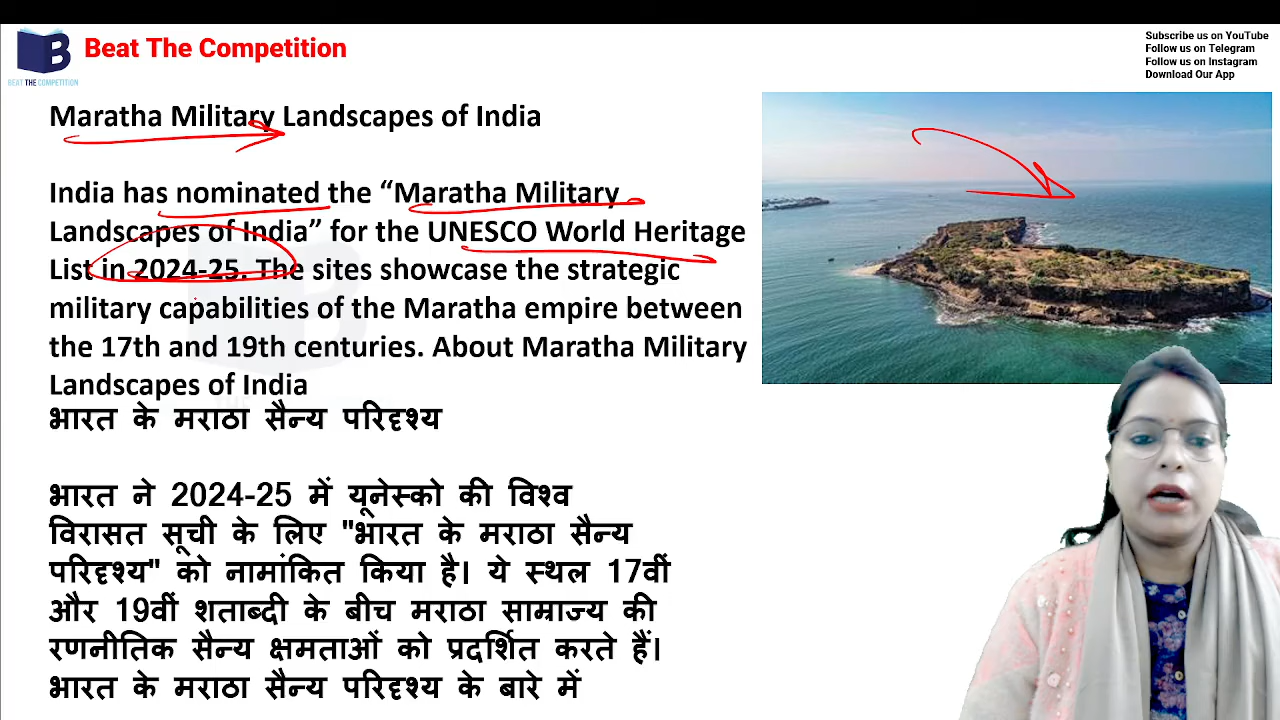 Beat The Competition
BEAT THE COMPETITION
Subscribe us on YouTube
Follow us on Telegram
Follow us on Instagram
Download Our App
Maratha Military Landscapes of India
India has nominated the “Maratha Military
Landscapes of India” for the UNESCO World Heritage
List in 2024-25. The sites showcase the strategic
military capabilities of the Maratha empire between
the 17th and 19th centuries. About Maratha Military
Landscapes of India
भारत के मराठा सैन्य परिदृश्य
भारत ने 2024-25 में यूनेस्को की विश्व
विरासत सूची के लिए "भारत के मराठा सैन्य
परिदृश्य" को नामांकित किया है। ये स्थल 17वीं
और 19वीं शताब्दी के बीच मराठा साम्राज्य की
रणनीतिक सैन्य क्षमताओं को प्रदर्शित करते हैं।
भारत के मराठा सैन्य परिदृश्य के बारे में